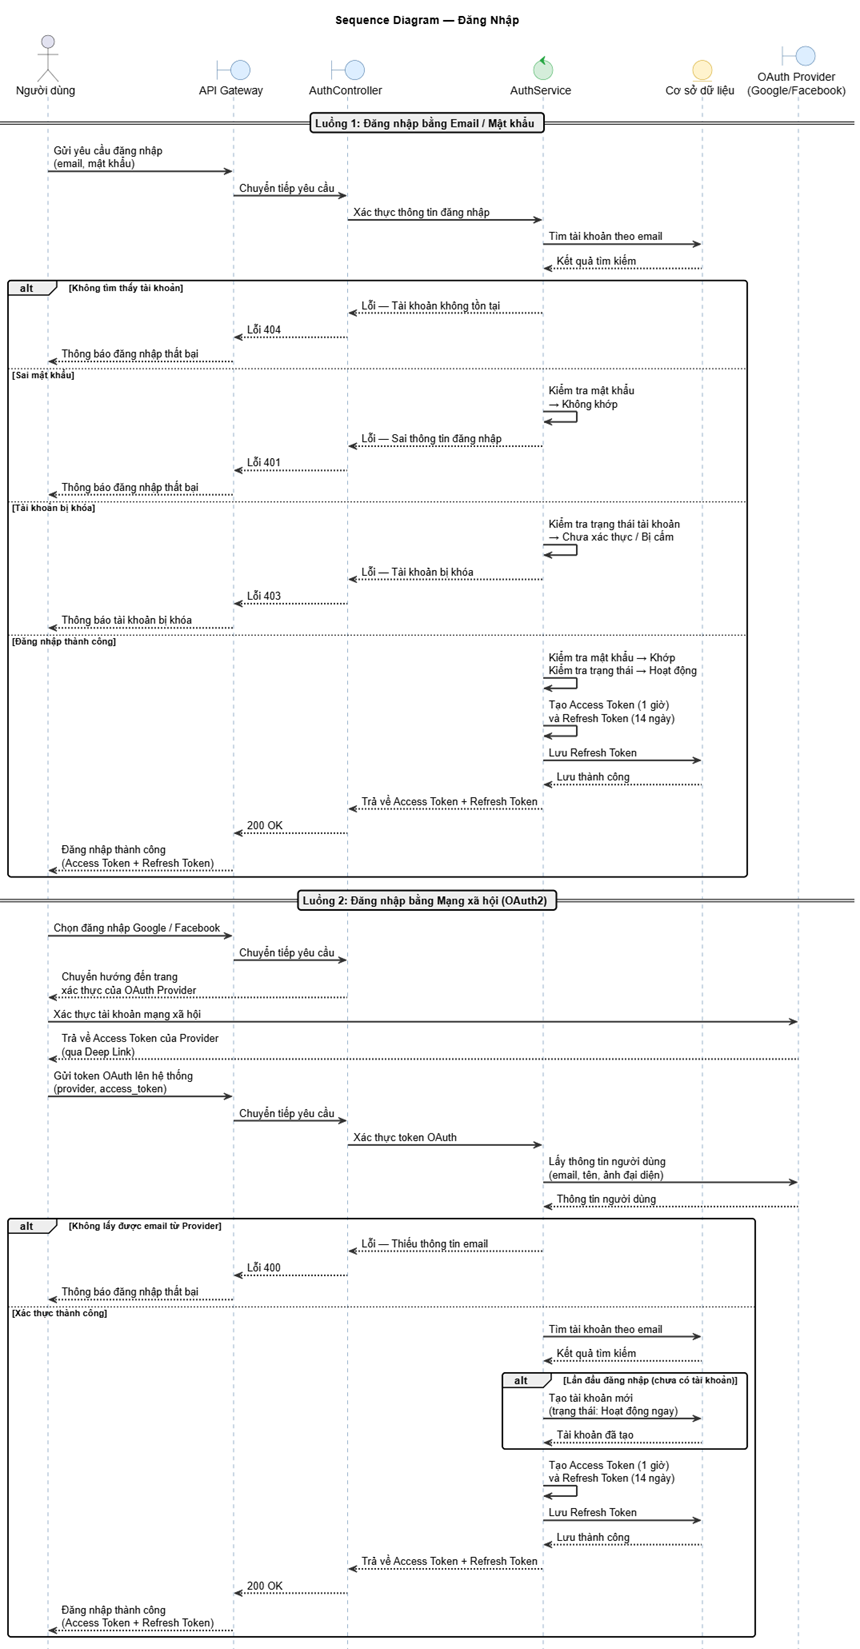 Sequence Diagram — Đăng Nhập
Người dùng
API Gateway
AuthController
AuthService
Cơ sở dữ liệu
OAuth Provider
(Google/Facebook)
Luồng 1: Đăng nhập bằng Email / Mật khẩu
Gửi yêu cầu đăng nhập
(email, mật khẩu)
Chuyển tiếp yêu cầu
Xác thực thông tin đăng nhập
Tìm tài khoản theo email
Kết quả tìm kiếm
alt
[Không tìm thấy tài khoản]
Lỗi — Tài khoản không tồn tại
Lỗi 404
Thông báo đăng nhập thất bại
[Sai mật khẩu]
Kiểm tra mật khẩu
→ Không khớp
Lỗi — Sai thông tin đăng nhập
Lỗi 401
Thông báo đăng nhập thất bại
[Tài khoản bị khóa]
Kiểm tra trạng thái tài khoản
→ Chưa xác thực / Bị cấm
Lỗi — Tài khoản bị khóa
Lỗi 403
Thông báo tài khoản bị khóa
[Đăng nhập thành công]
Kiểm tra mật khẩu → Khớp
Kiểm tra trạng thái → Hoạt động
Tạo Access Token (1 giờ)
và Refresh Token (14 ngày)
Lưu Refresh Token
Lưu thành công
Trả về Access Token + Refresh Token
200 OK
Đăng nhập thành công
(Access Token + Refresh Token)
Luồng 2: Đăng nhập bằng Mạng xã hội (OAuth2)
Chọn đăng nhập Google / Facebook
Chuyển tiếp yêu cầu
Chuyển hướng đến trang
xác thực của OAuth Provider
Xác thực tài khoản mạng xã hội
Trả về Access Token của Provider
(qua Deep Link)
Gửi token OAuth lên hệ thống
(provider, access_token)
Chuyển tiếp yêu cầu
Xác thực token OAuth
Lấy thông tin người dùng
(email, tên, ảnh đại diện)
Thông tin người dùng
alt
[Không lấy được email từ Provider]
Lỗi — Thiếu thông tin email
Lỗi 400
Thông báo đăng nhập thất bại
[Xác thực thành công]
Tìm tài khoản theo email
Kết quả tìm kiếm
alt
[Lần đầu đăng nhập (chưa có tài khoản)]
Tạo tài khoản mới
(trạng thái: Hoạt động ngay)
Tài khoản đã tạo
Tạo Access Token (1 giờ)
và Refresh Token (14 ngày)
Lưu Refresh Token
Lưu thành công
Trả về Access Token + Refresh Token
200 OK
Đăng nhập thành công
(Access Token + Refresh Token)